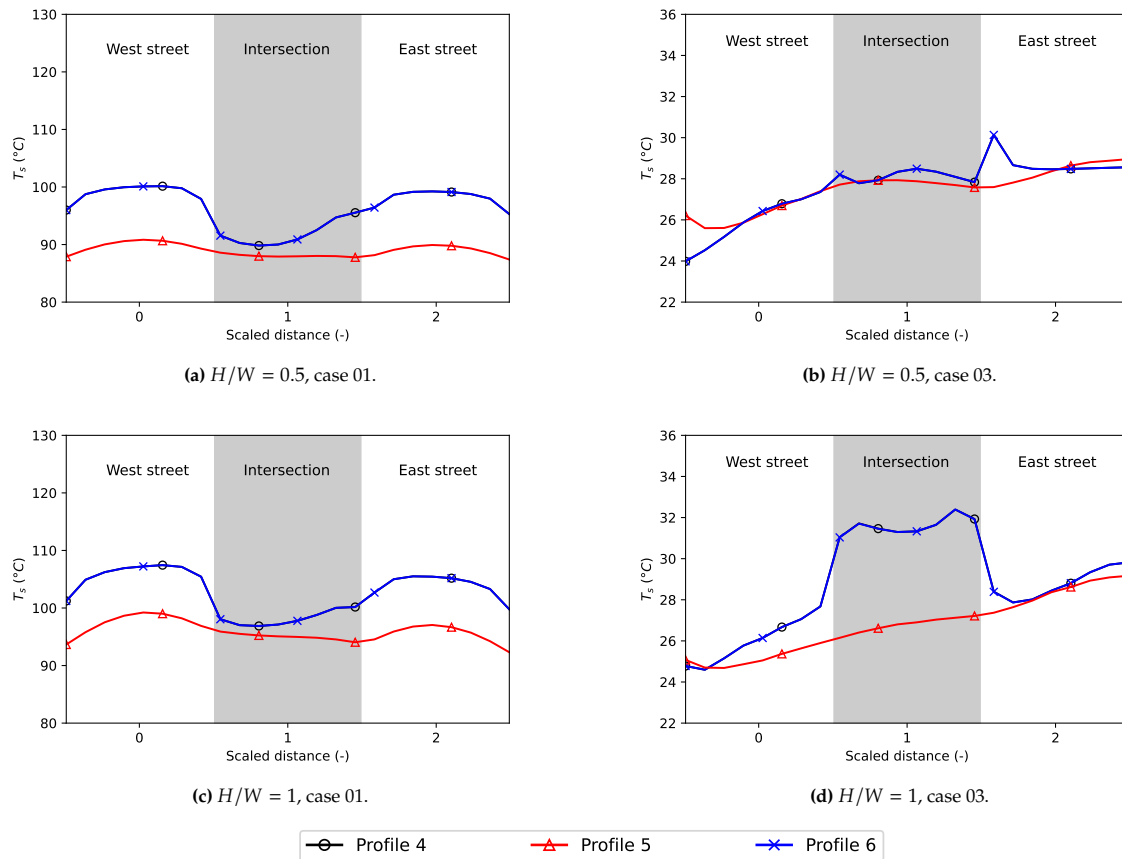 130
120
110
100
90
80
T_s (°C)
West street
Intersection
East street
0
1
2
Scaled distance (-)
(a) H/W = 0.5, case 01.
36
34
32
30
28
26
24
22
T_s (°C)
West street
Intersection
East street
0
1
2
Scaled distance (-)
(b) H/W = 0.5, case 03.
130
120
110
100
90
80
T_s (°C)
West street
Intersection
East street
0
1
2
Scaled distance (-)
(c) H/W = 1, case 01.
36
34
32
30
28
26
24
22
T_s (°C)
West street
Intersection
East street
0
1
2
Scaled distance (-)
(d) H/W = 1, case 03.
Profile 4
Profile 5
Profile 6